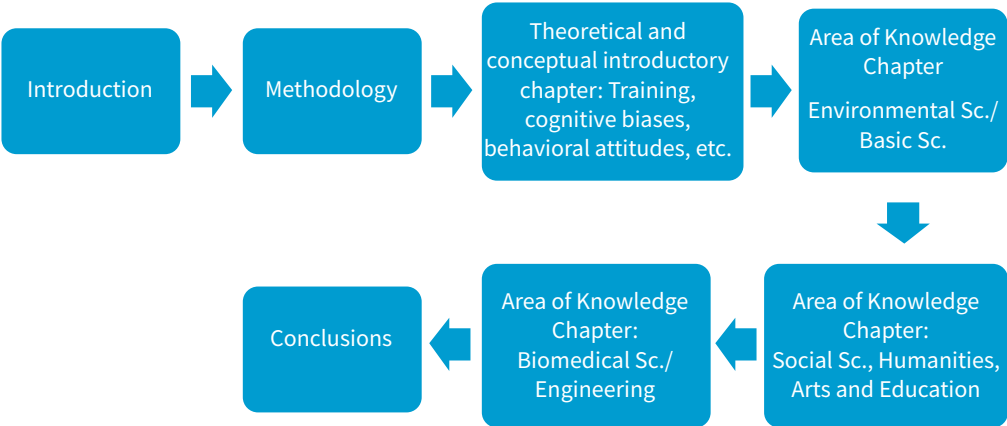 Introduction
Methodology
Theoretical and
conceptual introductory
chapter: Training,
cognitive biases,
behavioral attitudes, etc.
Area of Knowledge
Chapter
Environmental Sc./
Basic Sc.
Area of Knowledge
Chapter:
Social Sc., Humanities,
Arts and Education
Area of Knowledge
Chapter:
Biomedical Sc./
Engineering
Conclusions